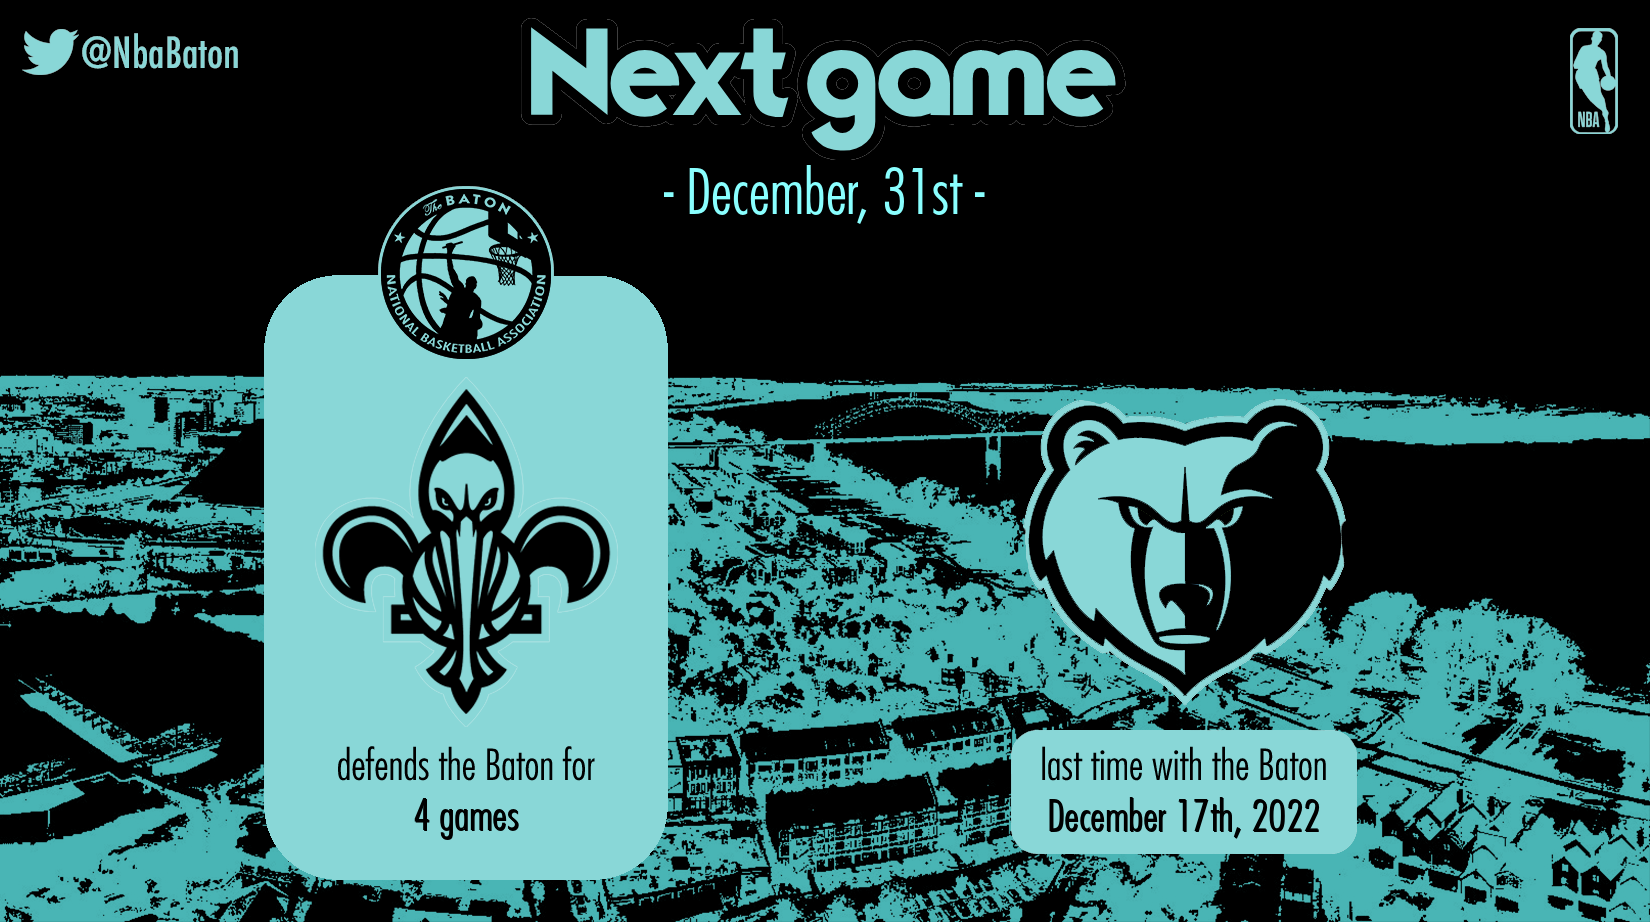 @NbaBaton
Next game
NBA
- December, 31st -
The BATON
NATIONAL BASKETBALL ASSOCIATION
defends the Baton for
4 games
last time with the Baton
December 17th, 2022